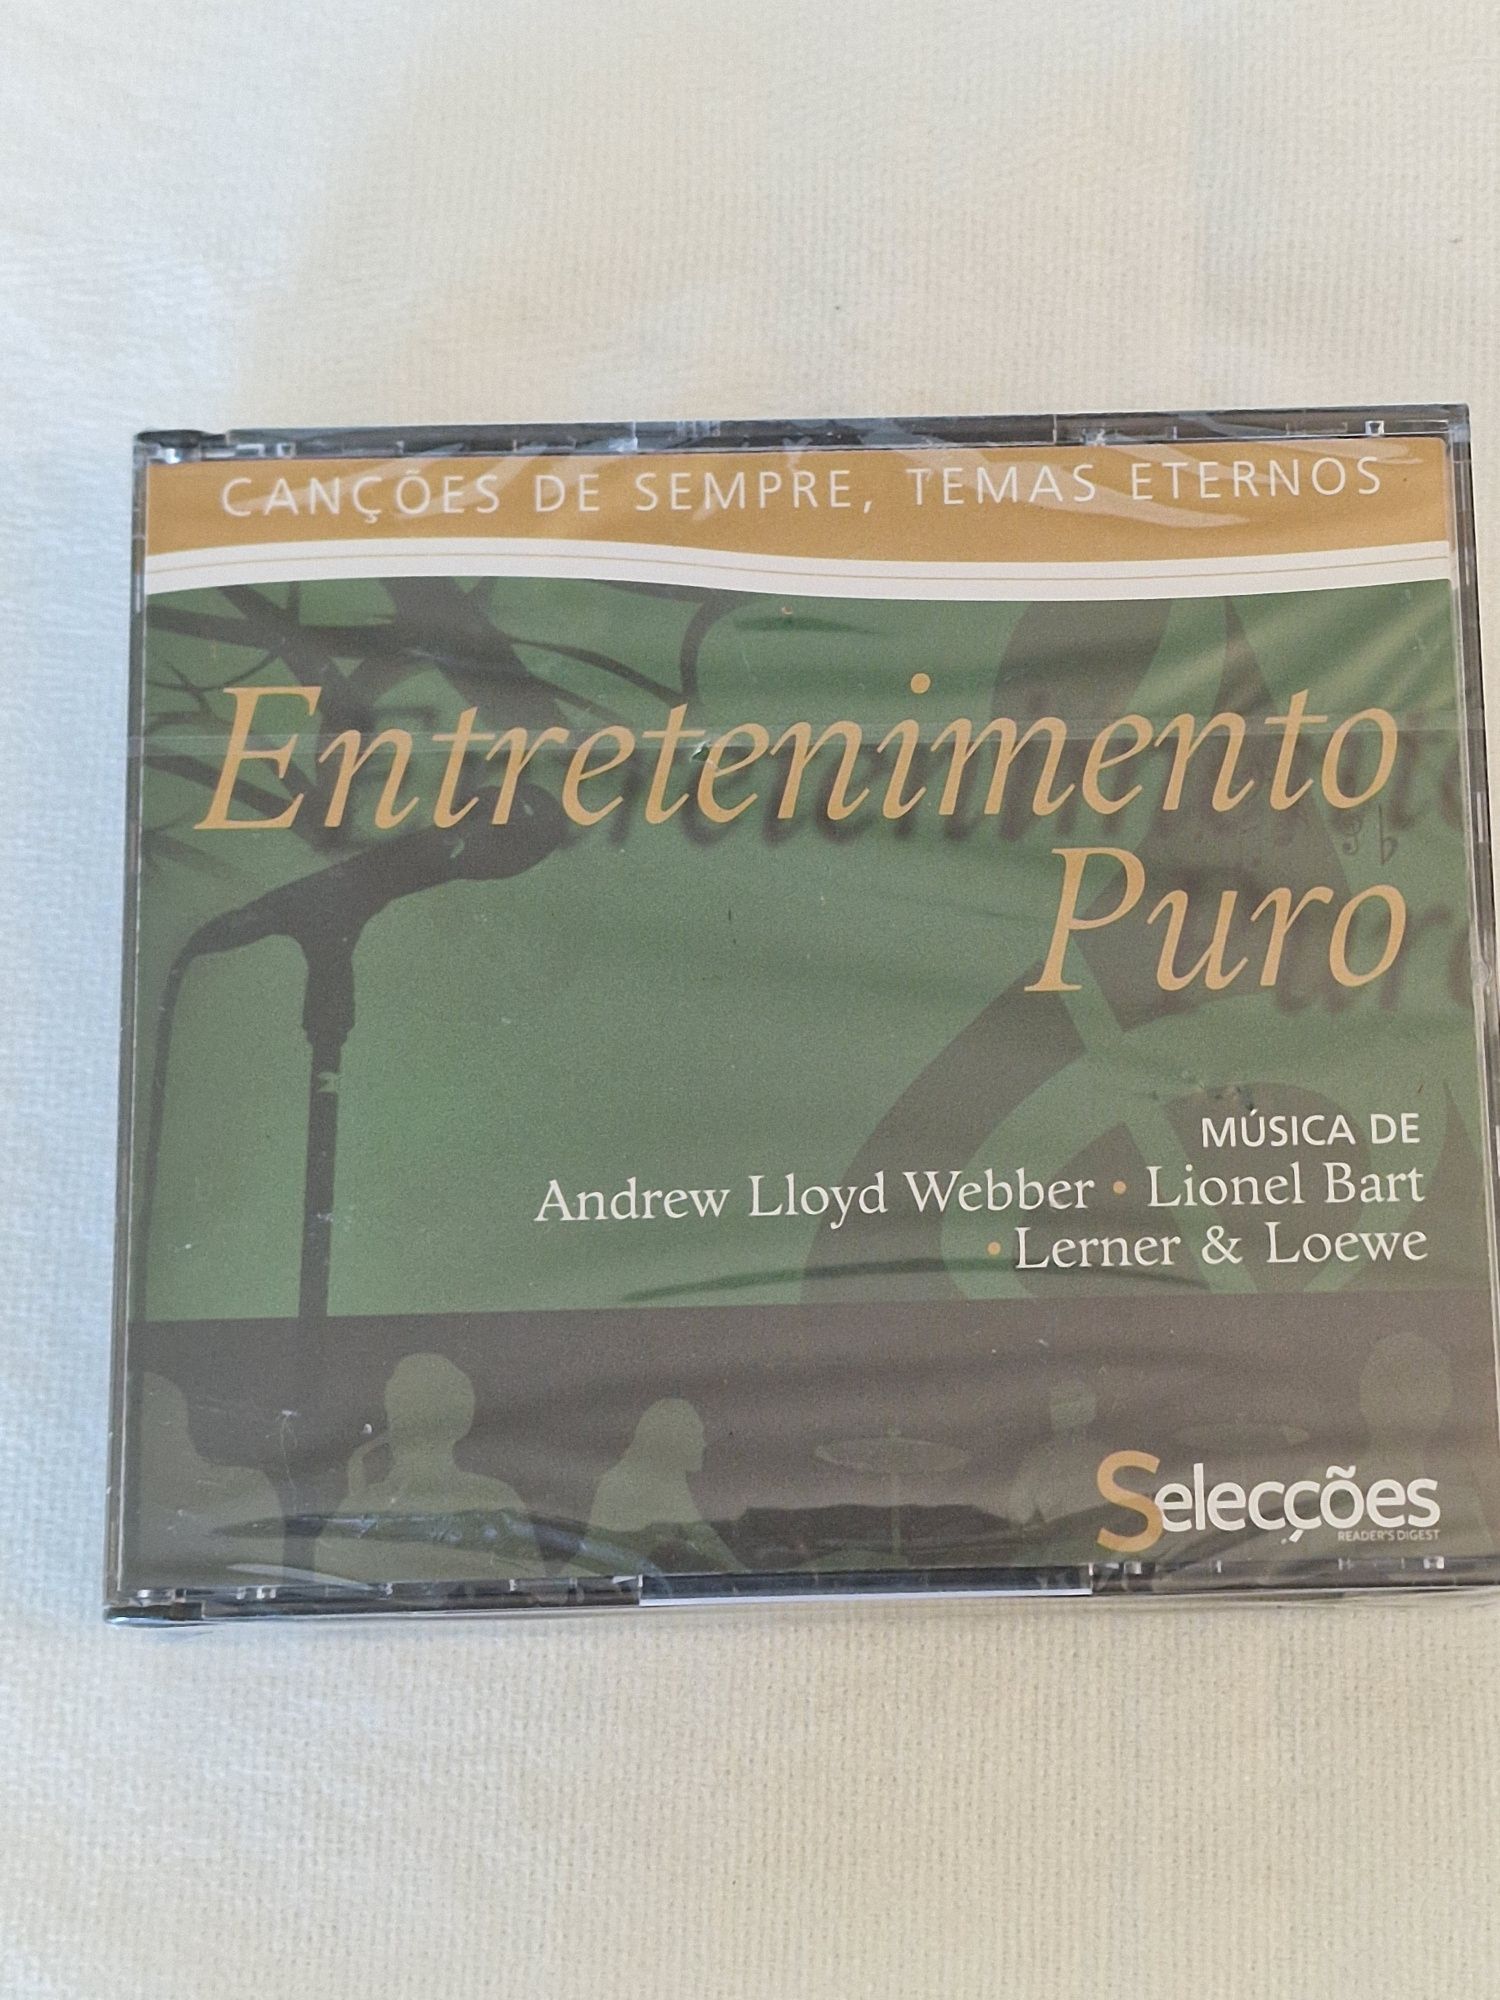 CANÇÕES DE SEMPRE, TEMAS ETERNOS
Entretenimento
Puro
MÚSICA DE
Andrew Lloyd Webber • Lionel Bart
• Lerner & Loewe
Selecções
READER'S DIGEST